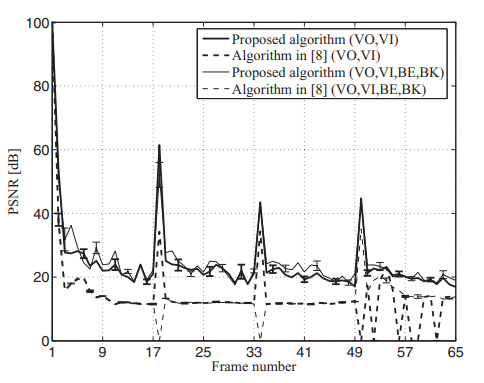 100
80
60
40
20
0
PSNR [dB]
Proposed algorithm (VO,VI)
Algorithm in [8] (VO,VI)
Proposed algorithm (VO,VI,BE,BK)
Algorithm in [8] (VO,VI,BE,BK)
1 9 17 25 33 41 49 57 65
Frame number